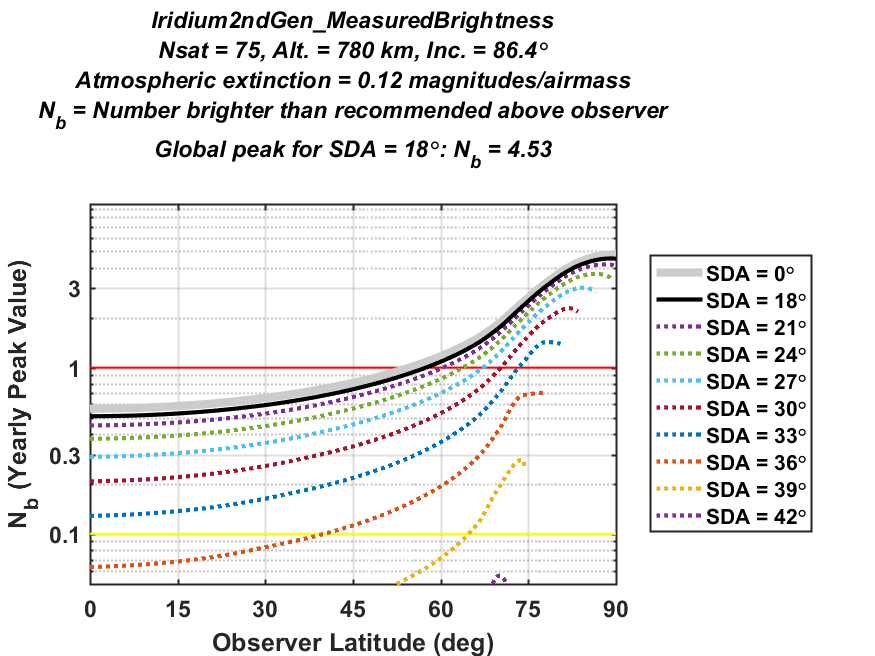 Iridium2ndGen_MeasuredBrightness
Nsat = 75, Alt. = 780 km, Inc. = 86.4°
Atmospheric extinction = 0.12 magnitudes/airmass
N_b = Number brighter than recommended above observer
Global peak for SDA = 18°: N_b = 4.53
N_b (Yearly Peak Value)
3
1
0.3
0.1
0 15 30 45 60 75 90
Observer Latitude (deg)
SDA = 0°
SDA = 18°
SDA = 21°
SDA = 24°
SDA = 27°
SDA = 30°
SDA = 33°
SDA = 36°
SDA = 39°
SDA = 42°